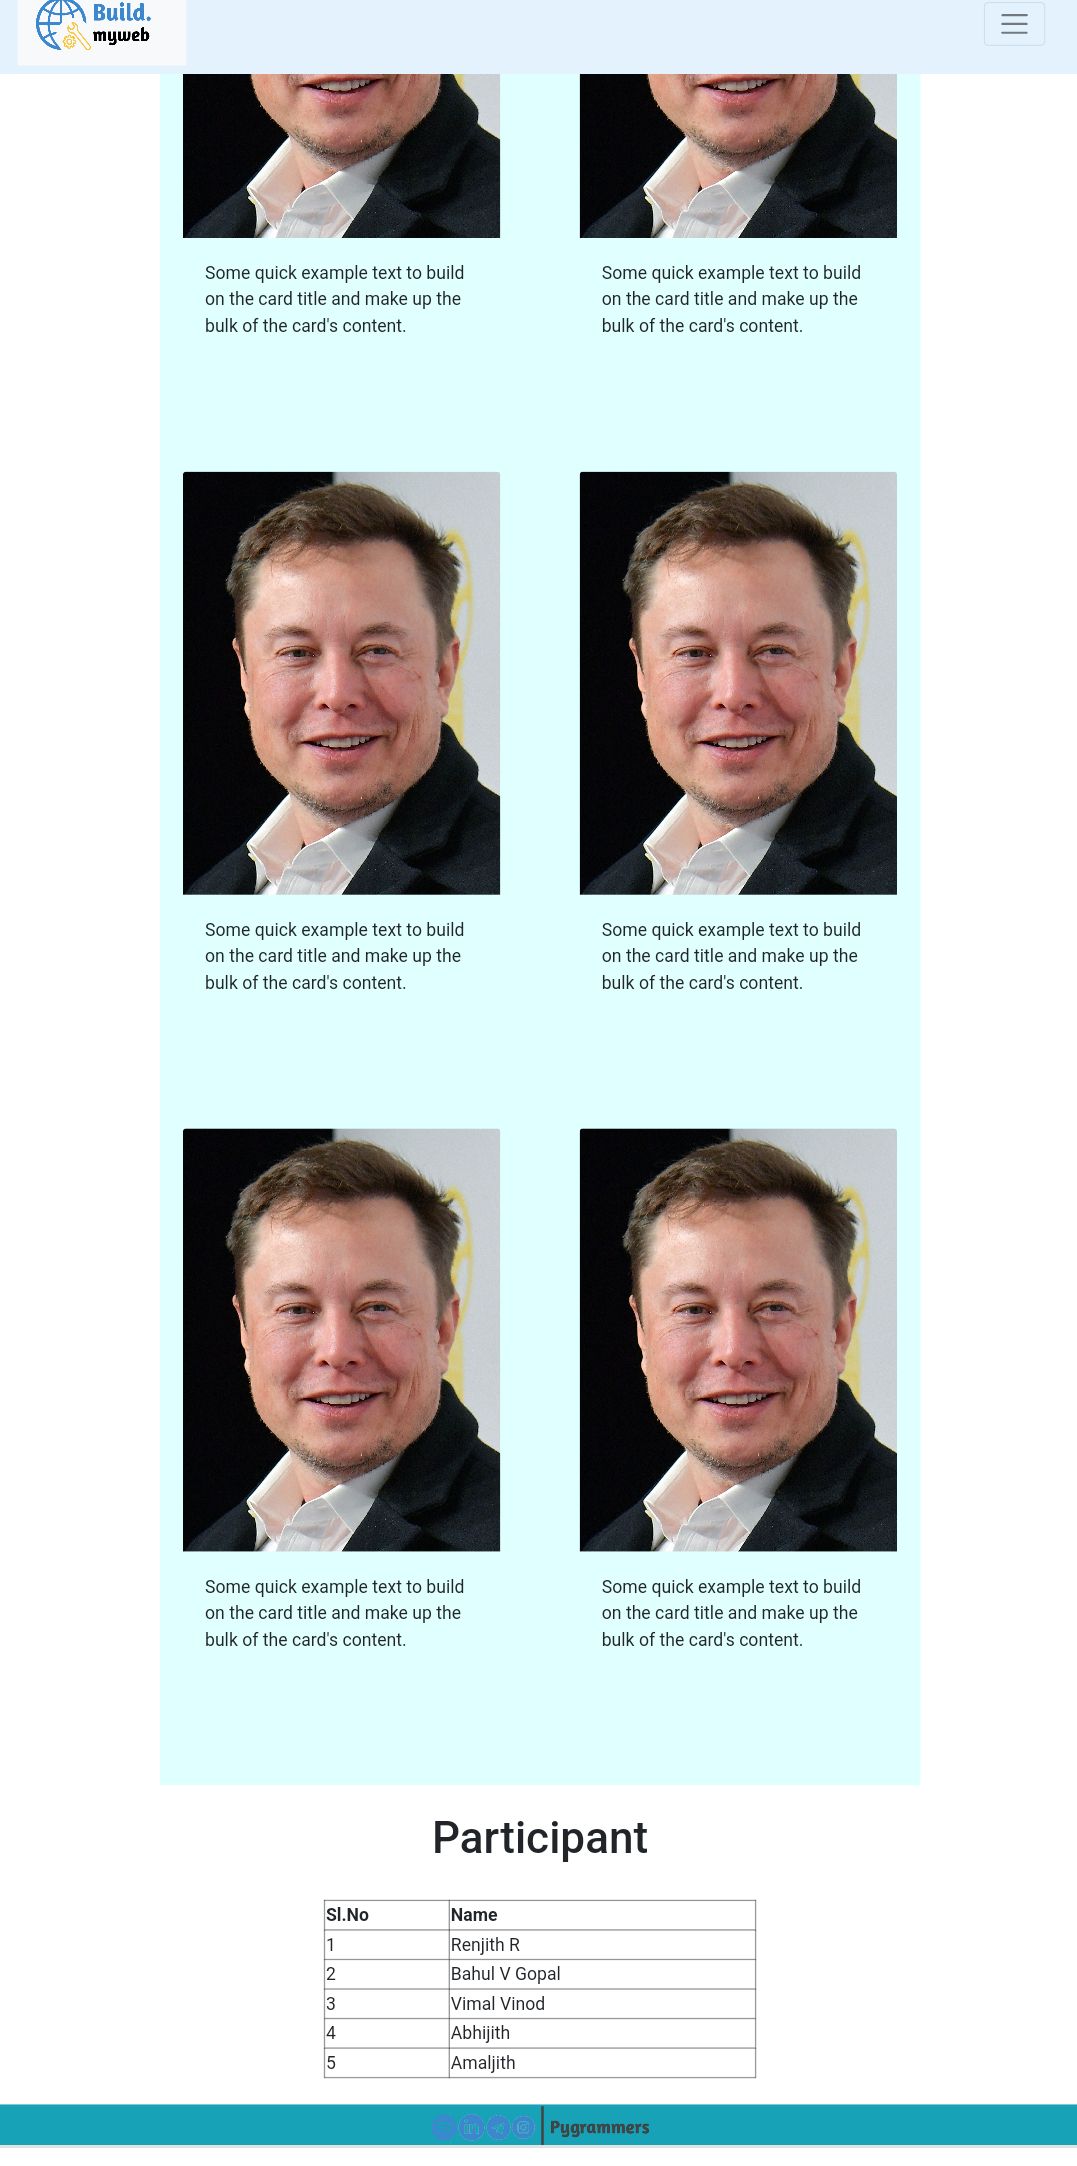 Build.
myweb
Some quick example text to build
on the card title and make up the
bulk of the card's content.
Some quick example text to build
on the card title and make up the
bulk of the card's content.
Some quick example text to build
on the card title and make up the
bulk of the card's content.
Some quick example text to build
on the card title and make up the
bulk of the card's content.
Some quick example text to build
on the card title and make up the
bulk of the card's content.
Some quick example text to build
on the card title and make up the
bulk of the card's content.
Participant
Sl.No Name
1 Renjith R
2 Bahul V Gopal
3 Vimal Vinod
4 Abhijith
5 Amaljith
in
Pygrammers